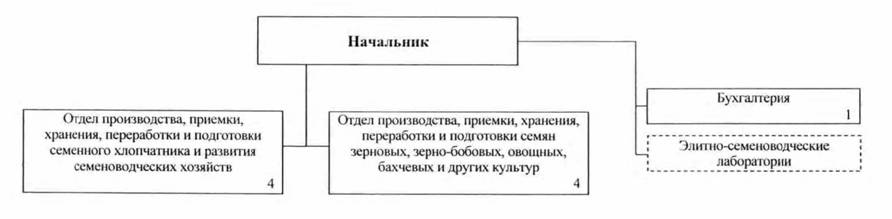 Начальник
Бухгалтерия
1
Элитно-семеноводческие
лаборатории
Отдел производства, приемки,
хранения, переработки и подготовки
семенного хлопчатника и развития
семеноводческих хозяйств
4
Отдел производства, приемки, хранения,
переработки и подготовки семян
зерновых, зерно-бобовых, овощных,
бахчевых и других культур
4